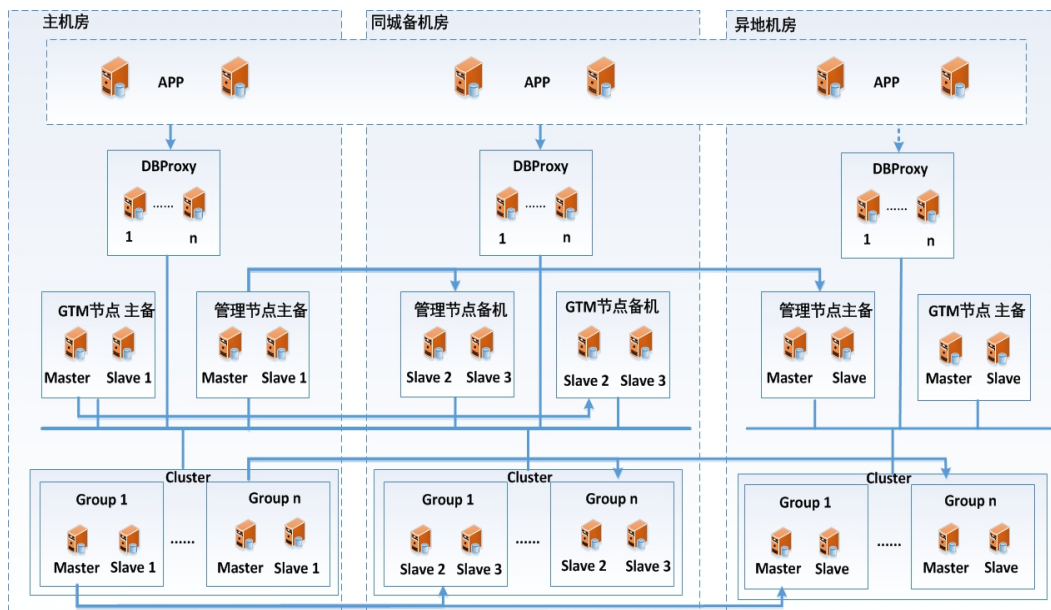 主机房
同城备机房
异地机房
APP
APP
APP
DBProxy
...... 
1 n
DBProxy
......
1 n
DBProxy
......
1 n
GTM节点 主备
Master Slave 1
管理节点主备
Master Slave 1
管理节点备机
Slave 2 Slave 3
GTM节点备机
Slave 2 Slave 3
管理节点主备
Master Slave
GTM节点 主备
Master Slave
Cluster
Group 1
Master Slave 1
......
Group n
Master Slave 1
Cluster
Group 1
Slave 2 Slave 3
......
Group n
Slave 2 Slave 3
Cluster
Group 1
Master Slave
......
Group n
Master Slave